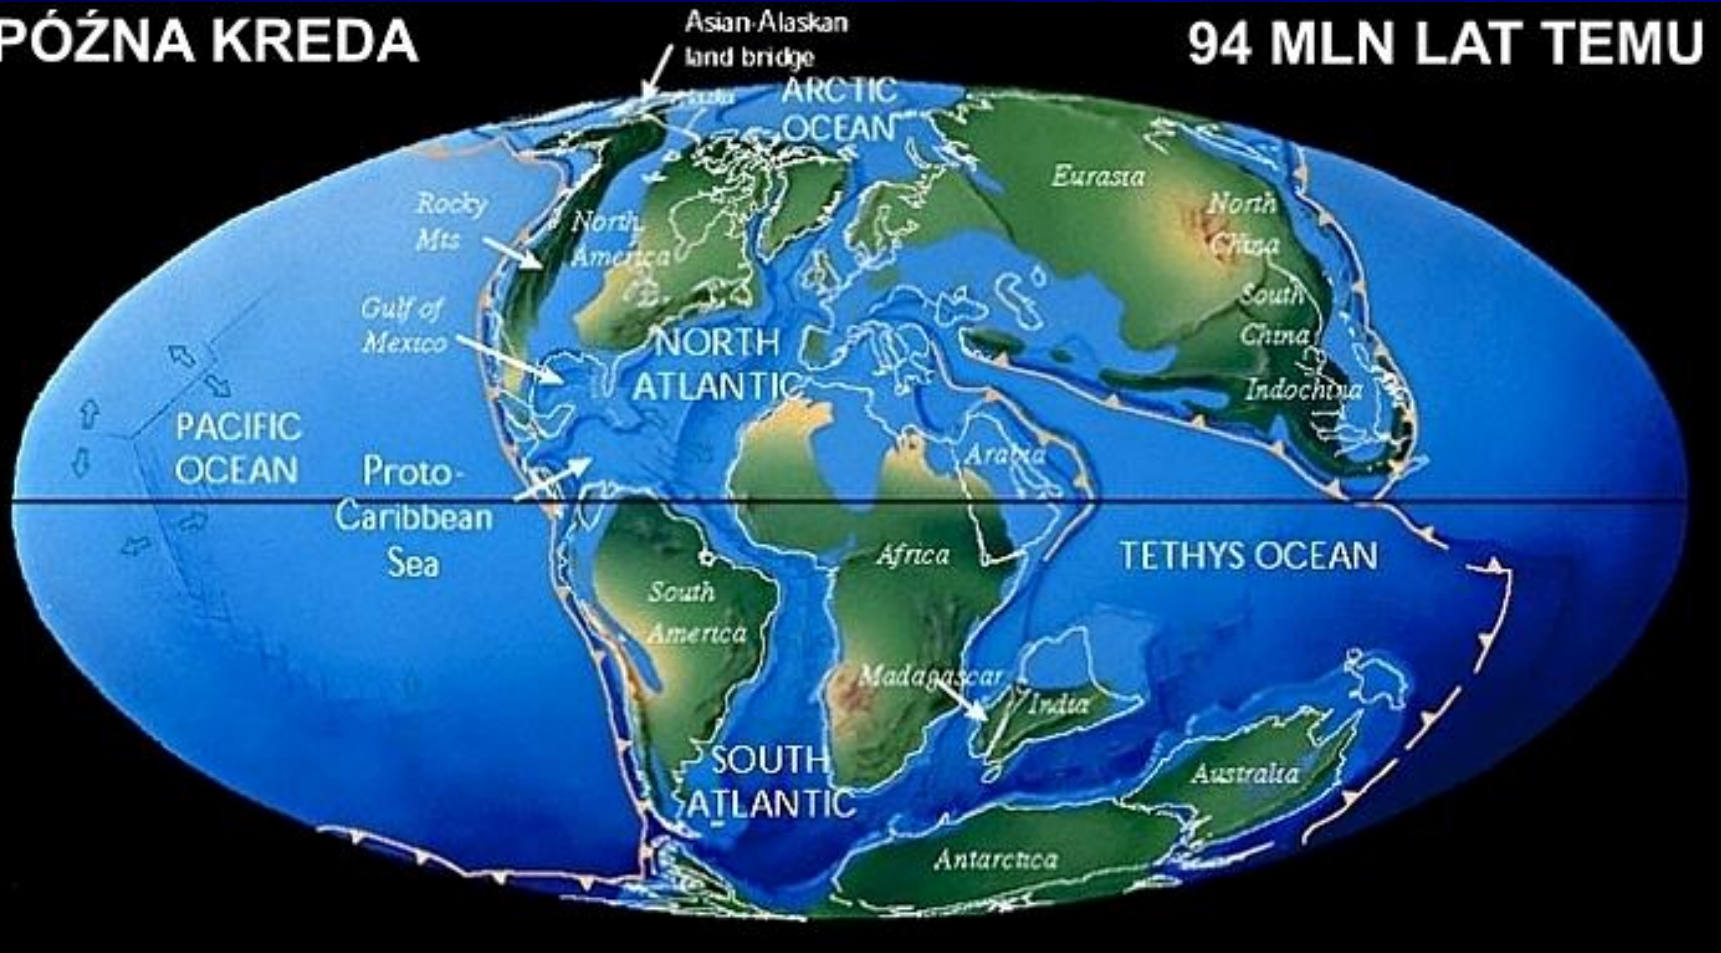 PÓŹNA KREDA
94 MLN LAT TEMU
Asian-Alaskan
land bridge
Alaska
ARCTIC
OCEAN
Eurasia
Rocky
Mts
North
America
North
China
Gulf of
Mexico
South
China
NORTH
ATLANTIC
Indochina
PACIFIC
OCEAN
Proto-
Caribbean
Sea
Arabia
Africa
TETHYS OCEAN
South
America
Madagascar
India
SOUTH
ATLANTIC
Australia
Antarctica